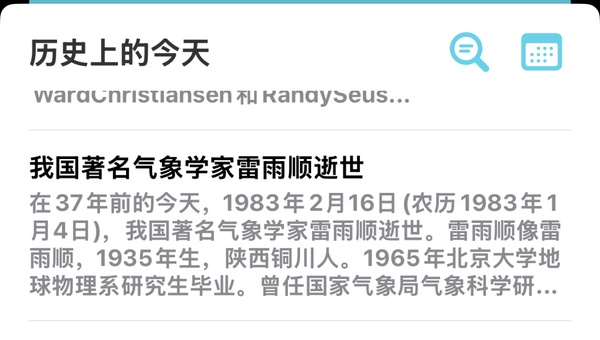 历史上的今天
WardChristiansen和RandySeus...
我国著名气象学家雷雨顺逝世
在37年前的今天，1983年2月16日(农历1983年1
月4日)，我国著名气象学家雷雨顺逝世。雷雨顺像雷
雨顺，1935年生，陕西铜川人。1965年北京大学地
球物理系研究生毕业。曾任国家气象局气象科学研...